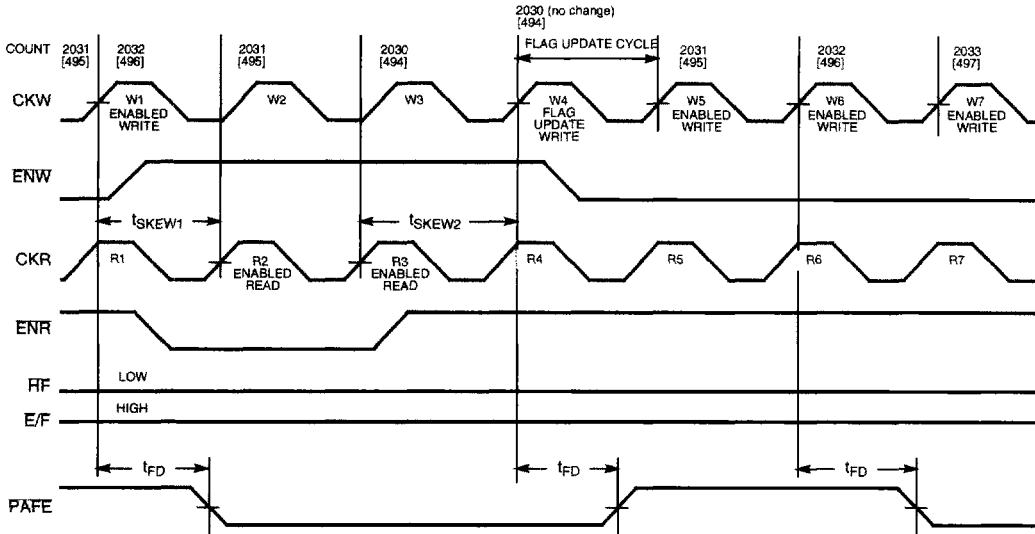 2030 (no change)
[494]
COUNT
2031
[495]
2032
[496]
2031
[495]
2030
[494]
FLAG UPDATE CYCLE
2031
[495]
2032
[496]
2033
[497]
CKW
W1
ENABLED
WRITE
W2
W3
W4
FLAG
UPDATE
WRITE
W5
ENABLED
WRITE
W6
ENABLED
WRITE
W7
ENABLED
WRITE
ENW
tSKEW1
tSKEW2
CKR
R1
R2
ENABLED
READ
R3
ENABLED
READ
R4
R5
R6
R7
ENR
HF
LOW
E/F
HIGH
tFD
tFD
tFD
PAFE